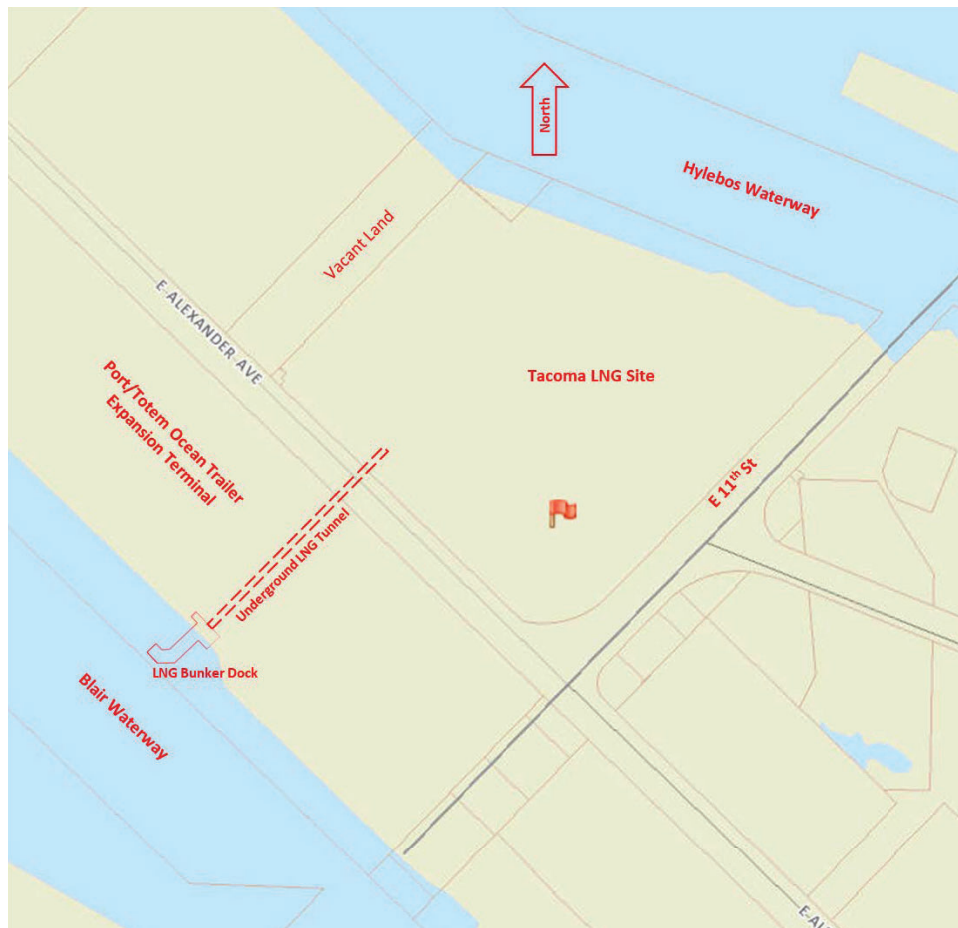 North
Hylebos Waterway
Vacant Land
E ALEXANDER AVE
Tacoma LNG Site
Port/Totem Ocean Trailer
Expansion Terminal
E 11th St
Underground LNG Tunnel
LNG Bunker Dock
Blair Waterway